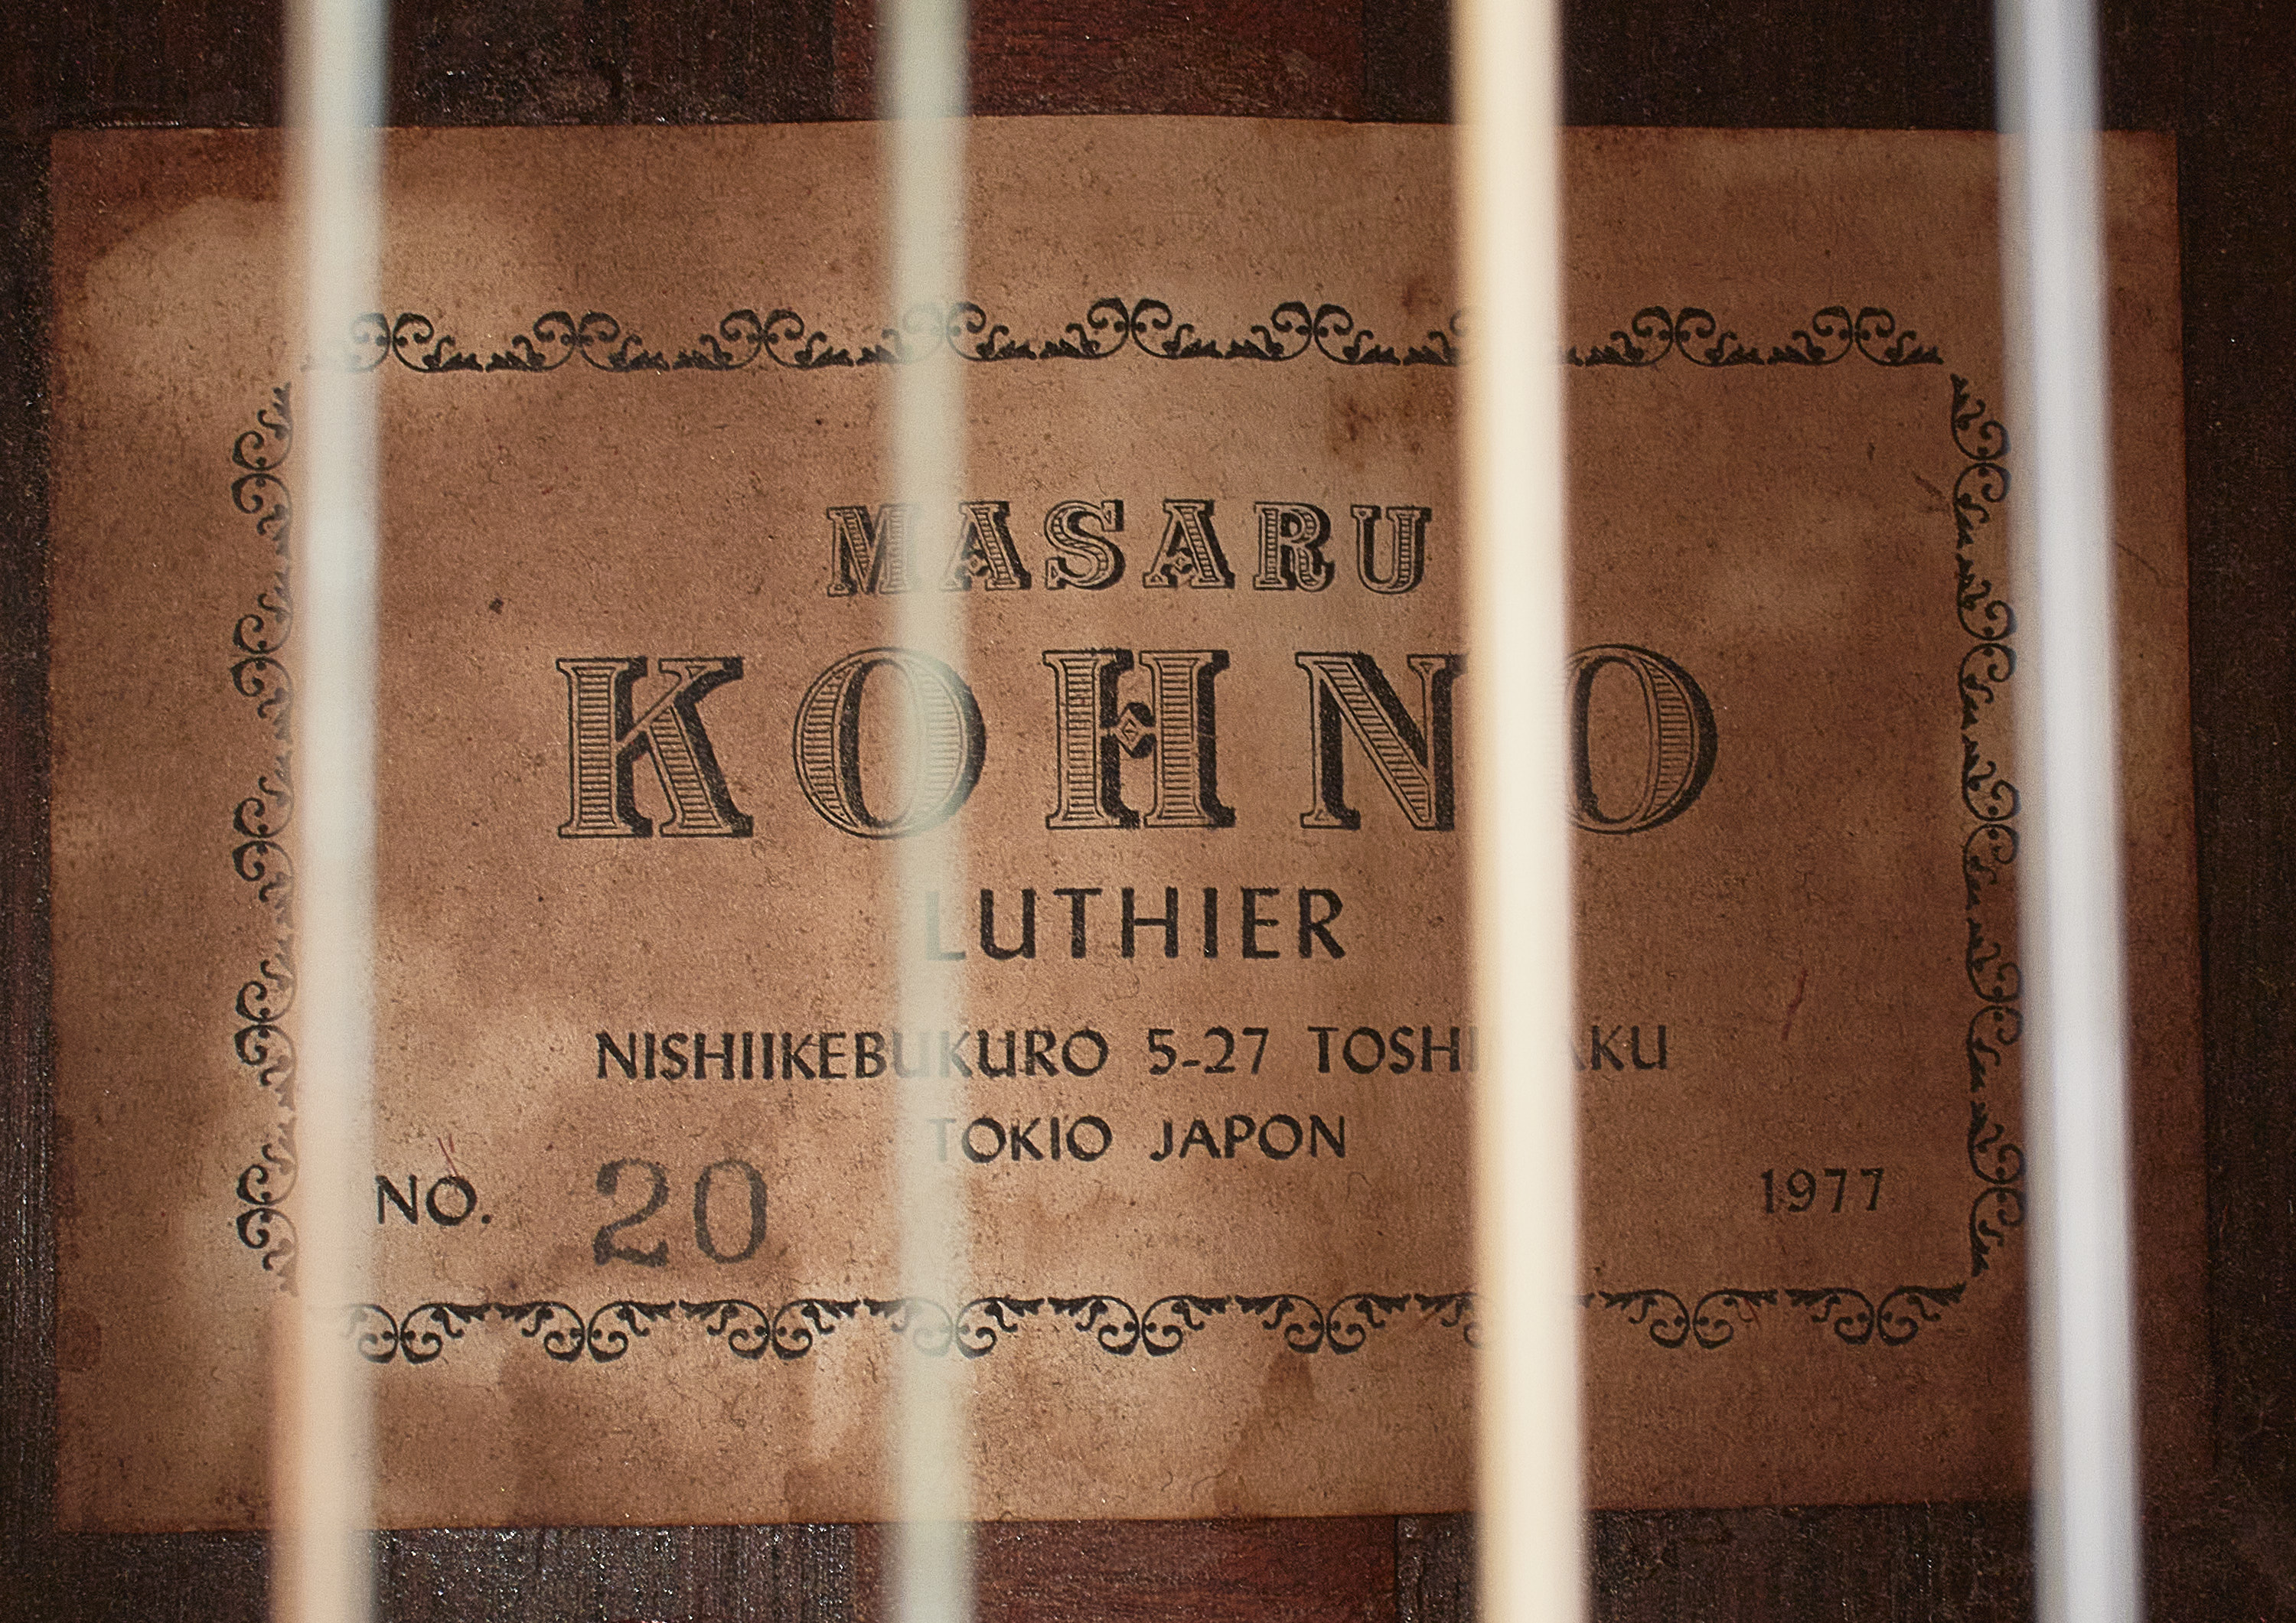 MASARU
KOHNO
LUTHIER
NISHIIKEBUKURO 5-27
TOKIO JAPON
NO. 20 1977